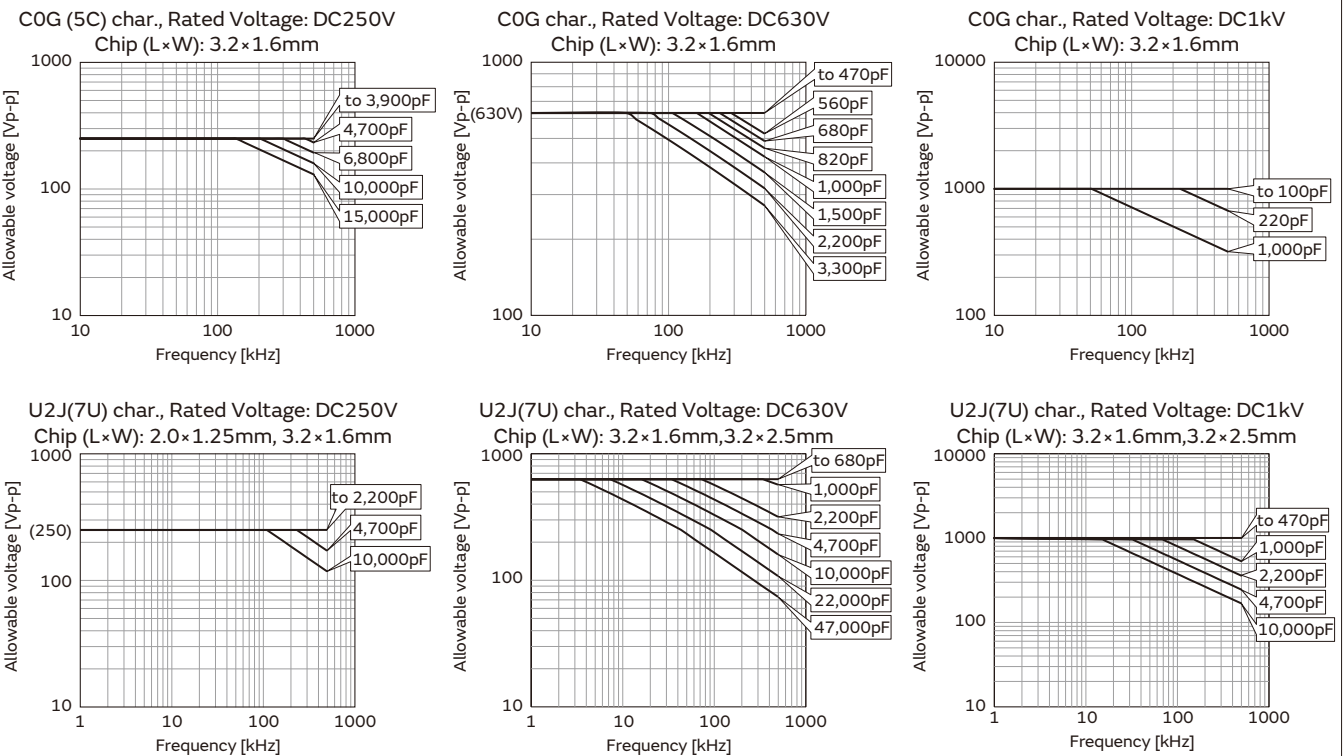 C0G (5C) char., Rated Voltage: DC250V
Chip (L×W): 3.2×1.6mm
Allowable voltage [Vp-p]
1000
100
10
10
100
1000
Frequency [kHz]
to 3,900pF
4,700pF
6,800pF
10,000pF
15,000pF
C0G char., Rated Voltage: DC630V
Chip (L×W): 3.2×1.6mm
Allowable voltage [Vp-p]
1000
(630V)
100
10
100
1000
Frequency [kHz]
to 470pF
560pF
680pF
820pF
1,000pF
1,500pF
2,200pF
3,300pF
C0G char., Rated Voltage: DC1kV
Chip (L×W): 3.2×1.6mm
Allowable voltage [Vp-p]
10000
1000
100
10
100
1000
Frequency [kHz]
to 100pF
220pF
1,000pF
U2J(7U) char., Rated Voltage: DC250V
Chip (L×W): 2.0×1.25mm, 3.2×1.6mm
Allowable voltage [Vp-p]
1000
(250)
100
10
1
10
100
1000
Frequency [kHz]
to 2,200pF
4,700pF
10,000pF
U2J(7U) char., Rated Voltage: DC630V
Chip (L×W): 3.2×1.6mm,3.2×2.5mm
Allowable voltage [Vp-p]
1000
100
10
1
10
100
1000
Frequency [kHz]
to 680pF
1,000pF
2,200pF
4,700pF
10,000pF
22,000pF
47,000pF
U2J(7U) char., Rated Voltage: DC1kV
Chip (L×W): 3.2×1.6mm,3.2×2.5mm
Allowable voltage [Vp-p]
10000
1000
100
10
1
10
100
1000
Frequency [kHz]
to 470pF
1,000pF
2,200pF
4,700pF
10,000pF